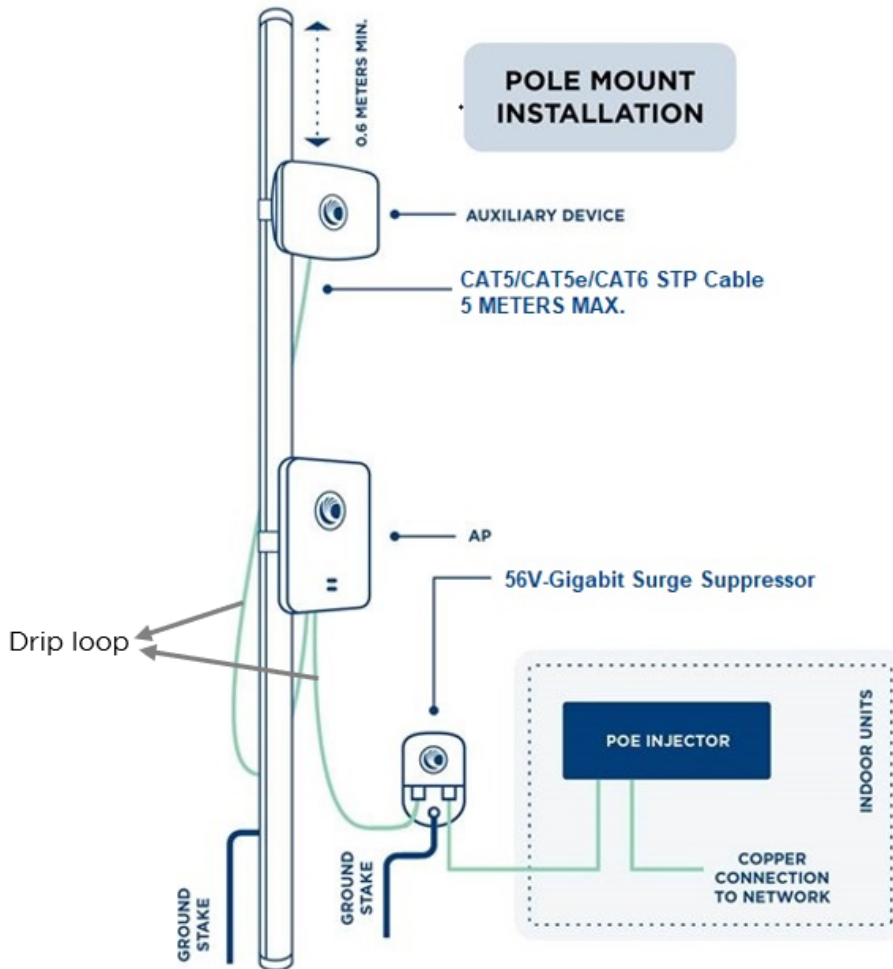 POLE MOUNT
INSTALLATION
0.6 METERS MIN.
AUXILIARY DEVICE
CAT5/CAT5e/CAT6 STP Cable
5 METERS MAX.
AP
56V-Gigabit Surge Suppressor
Drip loop
POE INJECTOR
INDOOR UNITS
COPPER
CONNECTION
TO NETWORK
GROUND
STAKE
GROUND
STAKE